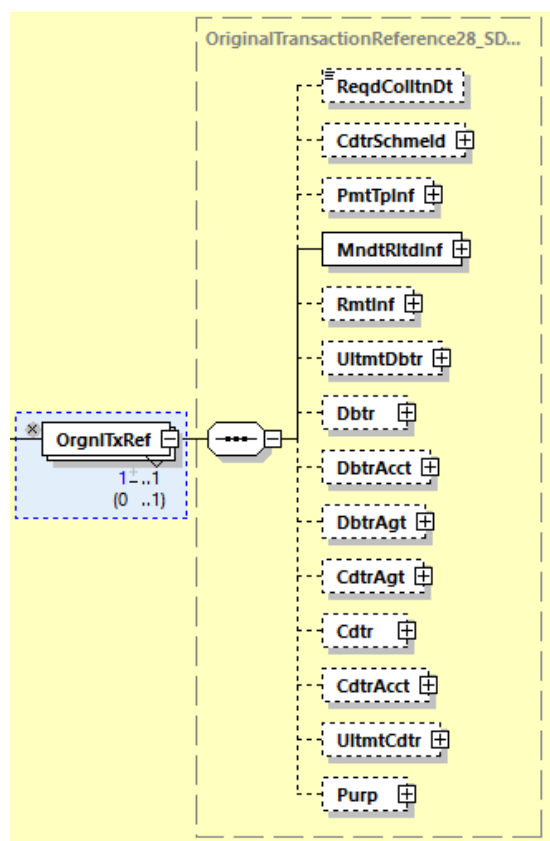 OriginalTransactionReference28_SD...
ReqdColltnDt
CdtrSchmeId
PmtTpInf
MndtRltdInf
RmtInf
UltmtDbtr
OrgnlTxRef
1..1
(0 ..1)
Dbtr
DbtrAcct
DbtrAgt
CdtrAgt
Cdtr
CdtrAcct
UltmtCdtr
Purp